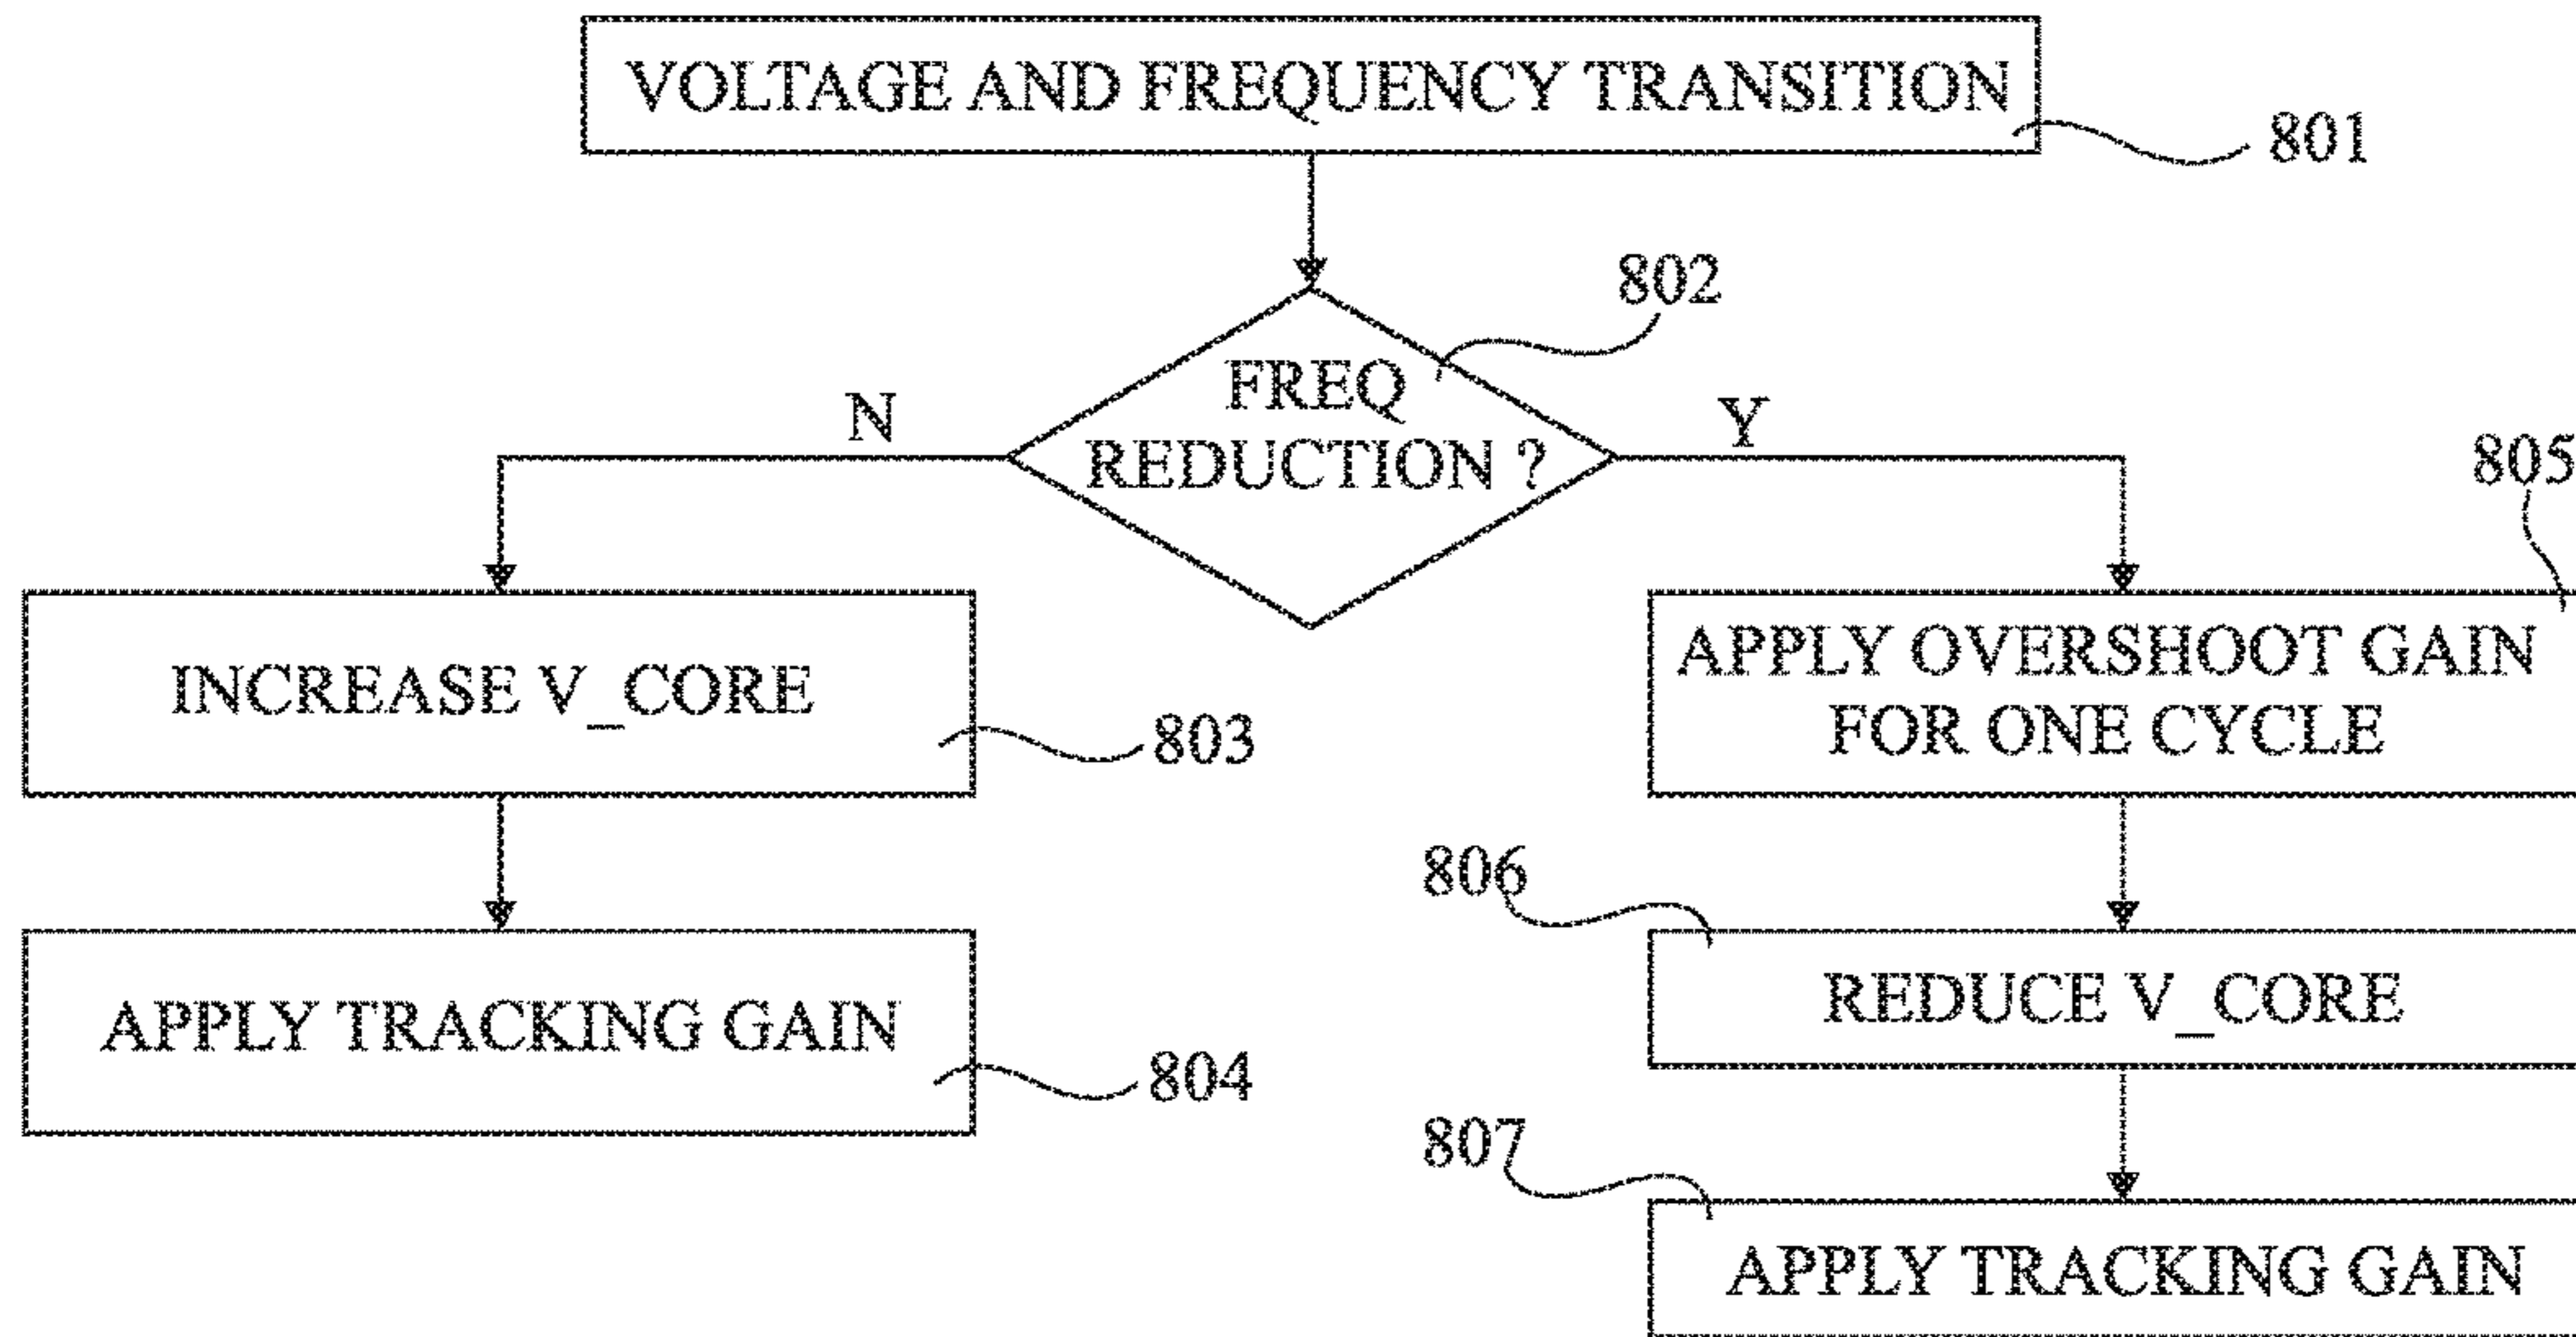 VOLTAGE AND FREQUENCY TRANSITION
801
802
FREQ
REDUCTION ?
N
Y
805
INCREASE V_CORE
803
APPLY OVERSHOOT GAIN
FOR ONE CYCLE
806
REDUCE V_CORE
APPLY TRACKING GAIN
804
807
APPLY TRACKING GAIN